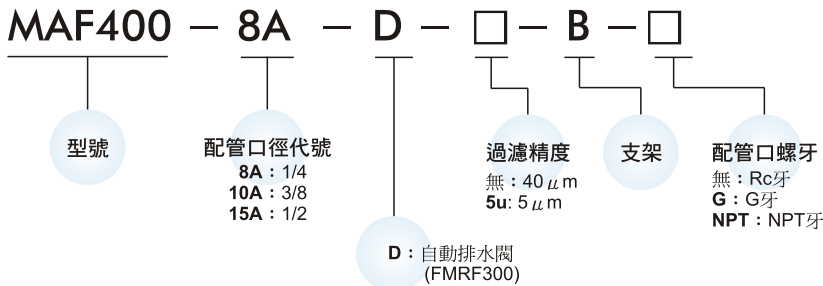 MAF400 － 8A － D － □ － B － □
型號
配管口徑代號
8A：1/4
10A：3/8
15A：1/2
D：自動排水閥
(FMRF300)
過濾精度
無：40μm
5u: 5μm
支架
配管口螺牙
無：Rc牙
G：G牙
NPT：NPT牙